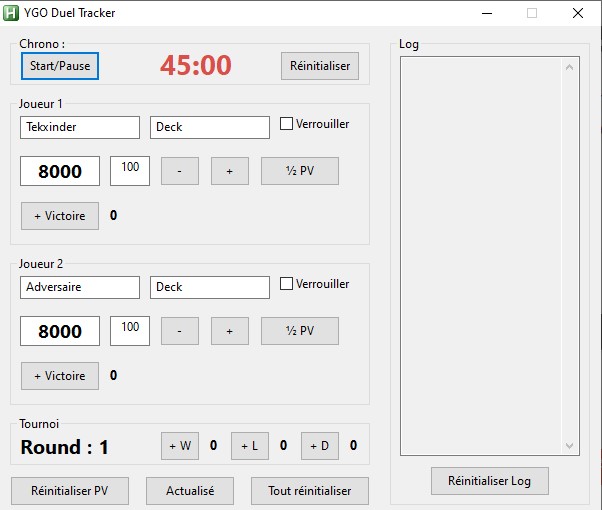 H YGO Duel Tracker
Chrono :
Start/Pause 45:00 Réinitialiser
Joueur 1
Tekxinder Deck Verrouiller
8000 100 - + ½ PV
+ Victoire 0
Joueur 2
Adversaire Deck Verrouiller
8000 100 - + ½ PV
+ Victoire 0
Tournoi
Round : 1 + W 0 + L 0 + D 0
Réinitialiser PV Actualisé Tout réinitialiser
Log
Réinitialiser Log